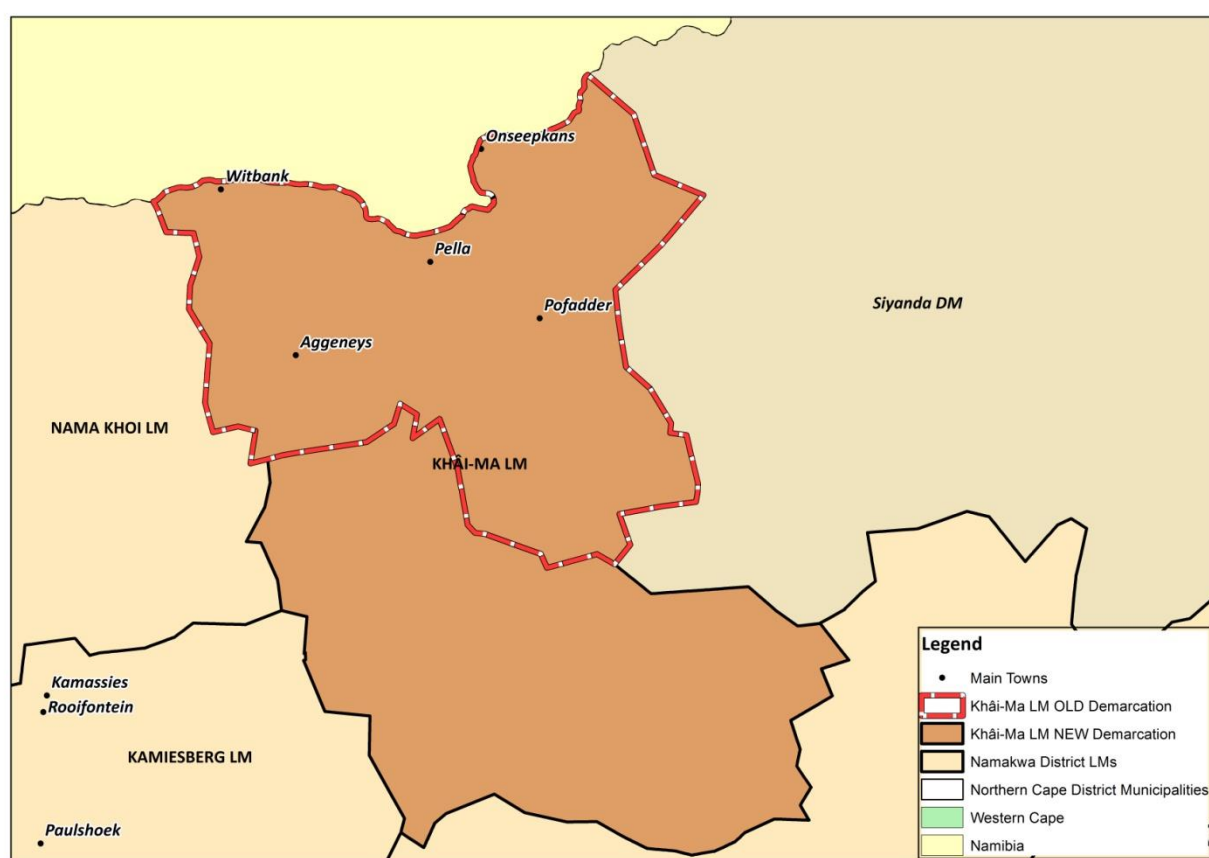 Onseepkans
Witbank
Pella
Pofadder
Siyanda DM
Aggeneys
NAMA KHOI LM
KHÂI-MA LM
Kamassies
Rooifontein
KAMIESBERG LM
Paulshoek
Legend
Main Towns
Khâi-Ma LM OLD Demarcation
Khâi-Ma LM NEW Demarcation
Namakwa District LMs
Northern Cape District Municipalities
Western Cape
Namibia